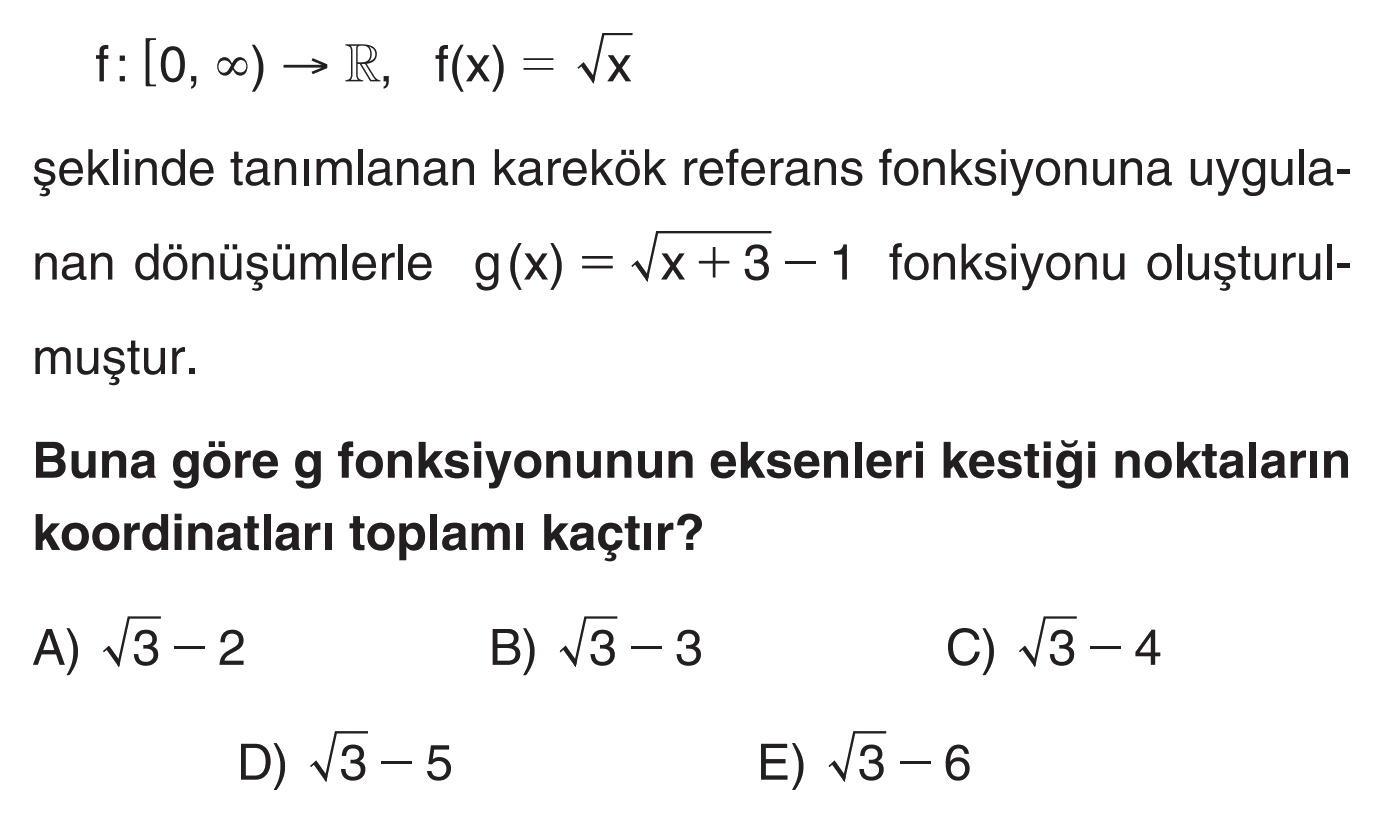 f: [0, ∞) → ℝ, f(x) = √x
şeklinde tanımlanan karekök referans fonksiyonuna uygula-
nan dönüşümlerle g(x) = √(x + 3) − 1 fonksiyonu oluşturul-
muştur.
Buna göre g fonksiyonunun eksenleri kestiği noktaların
koordinatları toplamı kaçtır?
A) √3 − 2 B) √3 − 3 C) √3 − 4
D) √3 − 5 E) √3 − 6